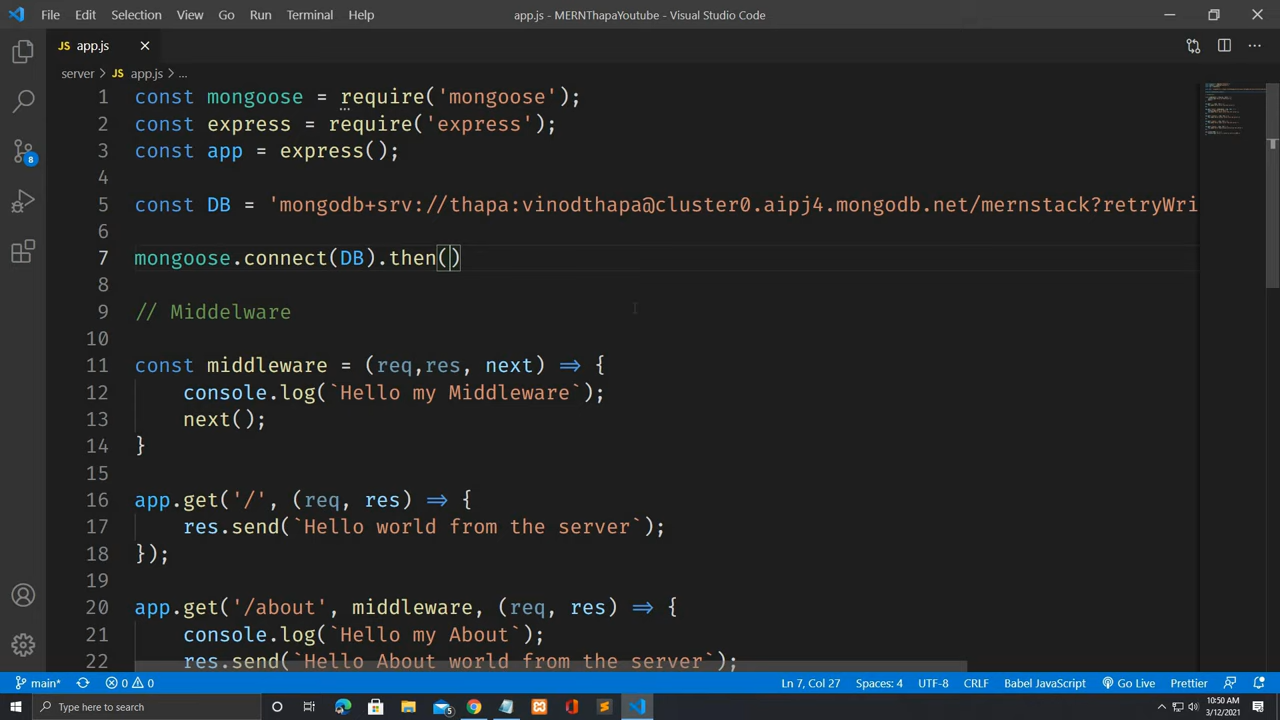 File Edit Selection View Go Run Terminal Help app.js - MERNThapaYoutube - Visual Studio Code
JS app.js
server > JS app.js > ...
1 const mongoose = require('mongoose');
2 const express = require('express');
3 const app = express();
4
5 const DB = 'mongodb+srv://thapa:vinodthapa@cluster0.aipj4.mongodb.net/mernstack?retryWri
6
7 mongoose.connect(DB).then()
8
9 // Middelware
10
11 const middleware = (req,res, next) => {
12 console.log(`Hello my Middleware`);
13 next();
14 }
15
16 app.get('/', (req, res) => {
17 res.send(`Hello world from the server`);
18 });
19
20 app.get('/about', middleware, (req, res) => {
21 console.log(`Hello my About`);
22 res.send(`Hello About world from the server`);
8
main* 0 0 Ln 7, Col 27 Spaces: 4 UTF-8 CRLF Babel JavaScript Go Live Prettier
Type here to search 5 10:50 AM
3/12/2021